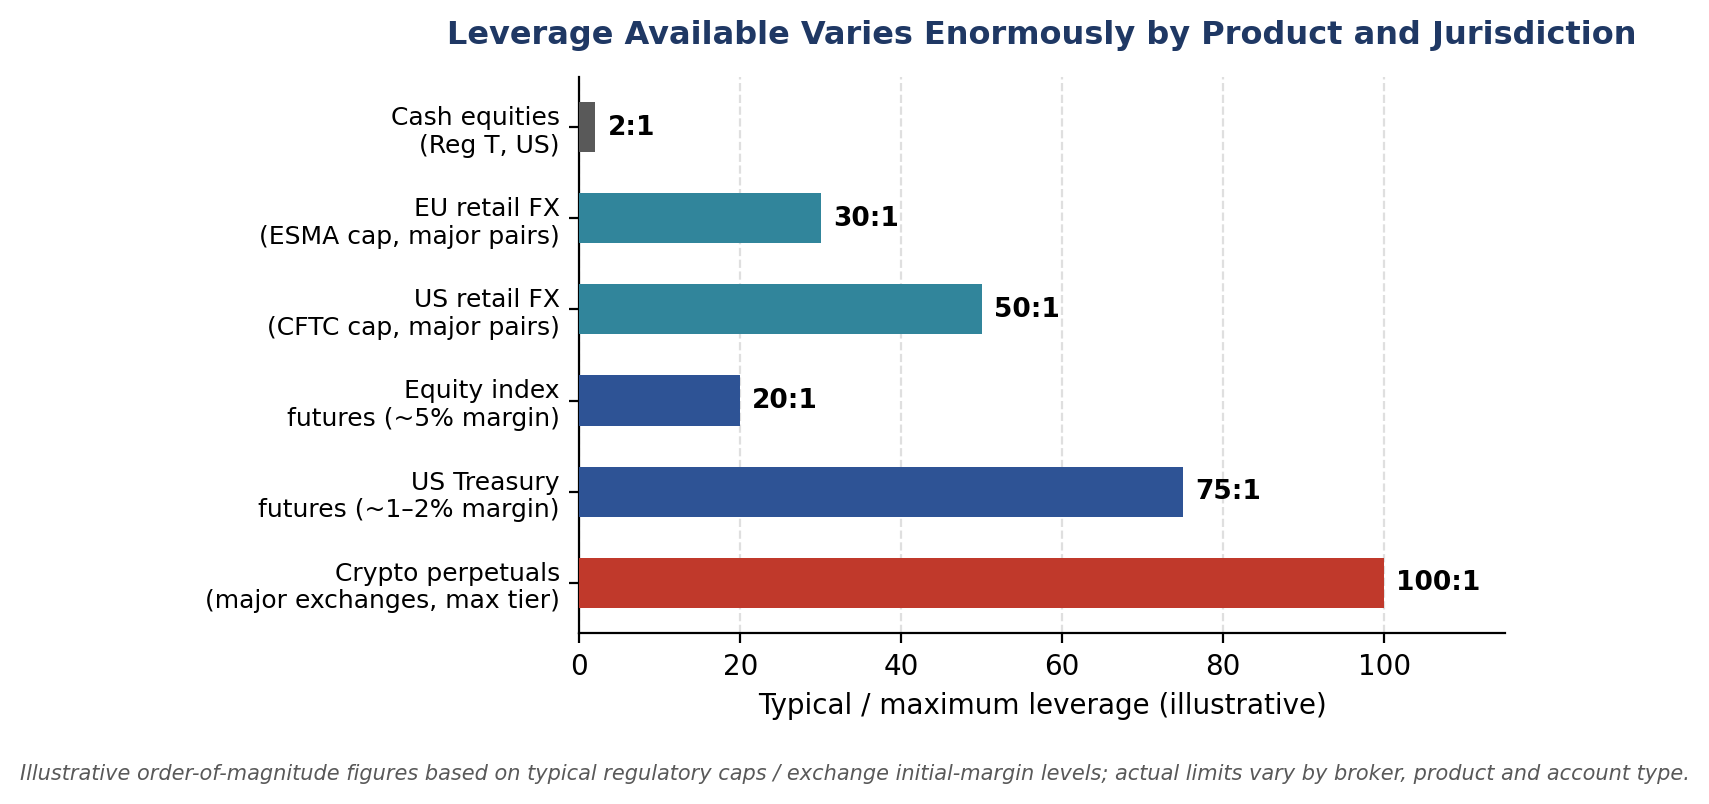 Leverage Available Varies Enormously by Product and Jurisdiction
Cash equities
(Reg T, US)
2:1
EU retail FX
(ESMA cap, major pairs)
30:1
US retail FX
(CFTC cap, major pairs)
50:1
Equity index
futures (~5% margin)
20:1
US Treasury
futures (~1–2% margin)
75:1
Crypto perpetuals
(major exchanges, max tier)
100:1
0 20 40 60 80 100
Typical / maximum leverage (illustrative)
Illustrative order-of-magnitude figures based on typical regulatory caps / exchange initial-margin levels; actual limits vary by broker, product and account type.